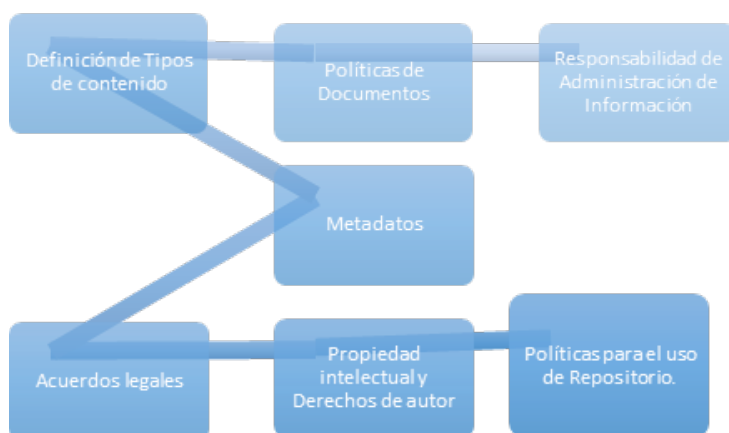 Definición de Tipos
de contenido
Políticas de
Documentos
Responsabilidad de
Administración de
Información
Metadatos
Acuerdos legales
Propiedad
intelectual y
Derechos de autor
Políticas para el uso
de Repositorio.